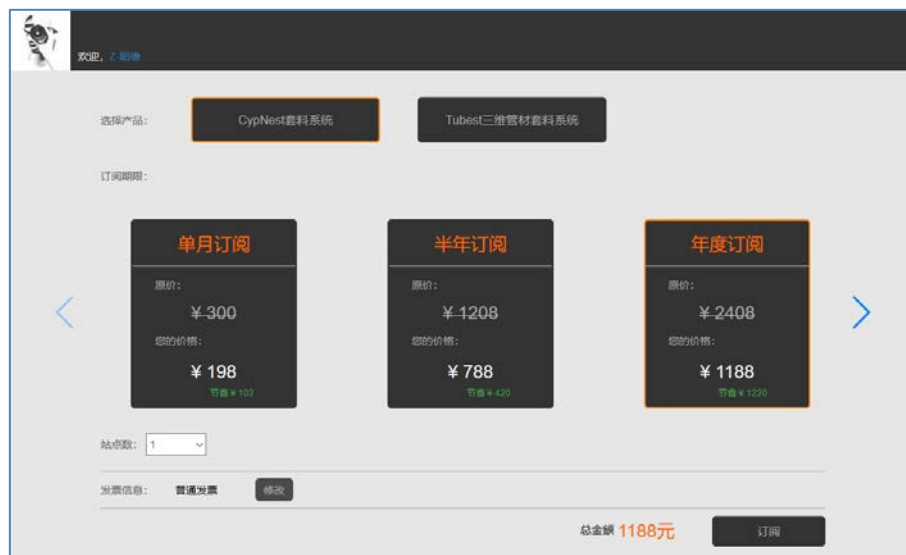 欢迎，Z-昭唯
选择产品： CypNest套料系统 Tubest三维管材套料系统
订阅期限：
单月订阅 半年订阅 年度订阅
原价： 原价： 原价：
¥ 300 ¥ 1208 ¥ 2408
您的价格： 您的价格： 您的价格：
¥ 198 ¥ 788 ¥ 1188
节省 ¥ 102 节省 ¥ 420 节省 ¥ 1220
站点数： 1
发票信息： 普通发票 修改
总金额 1188元 订阅